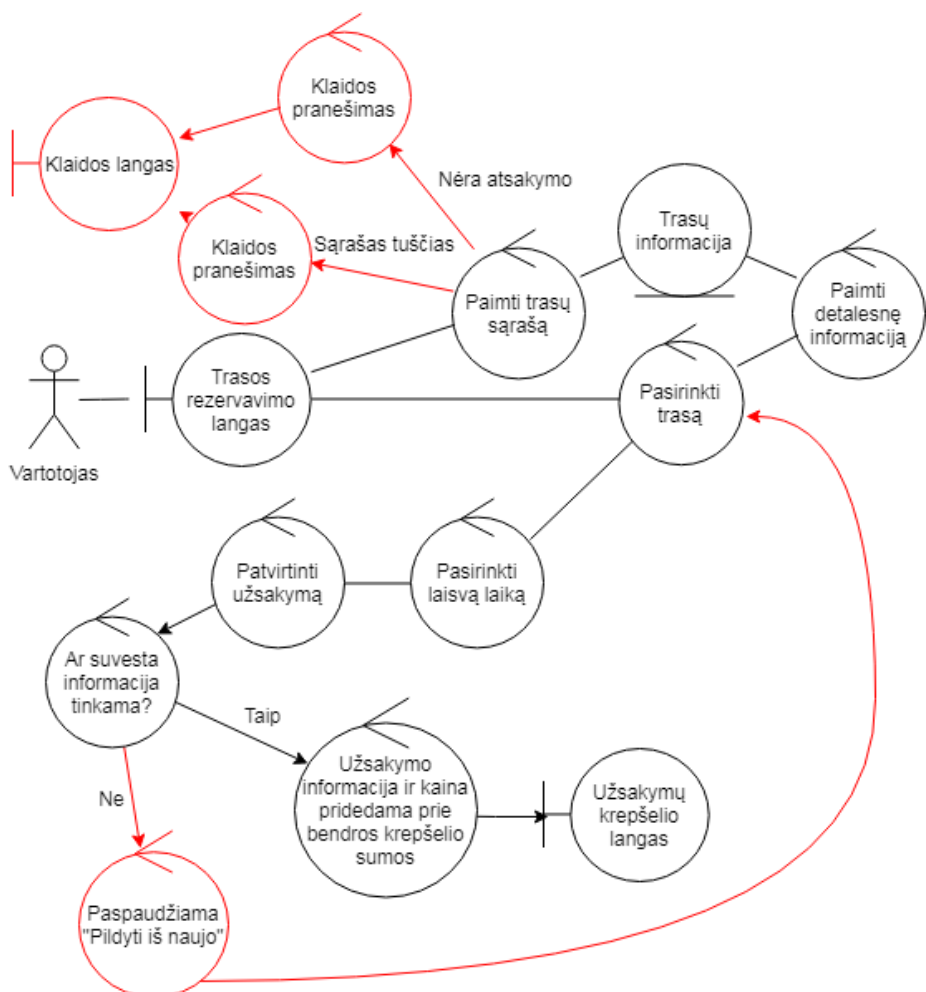 Klaidos
pranešimas
Klaidos langas
Nėra atsakymo
Trasų
informacija
Klaidos
pranešimas
Sąrašas tuščias
Paimti trasų
sąrašą
Paimti
detalesnę
informaciją
Trasos
rezervavimo
langas
Pasirinkti
trasą
Vartotojas
Patvirtinti
užsakymą
Pasirinkti
laisvą laiką
Ar suvesta
informacija
tinkama?
Taip
Ne
Užsakymo
informacija ir kaina
pridedama prie
bendros krepšelio
sumos
Užsakymų
krepšelio
langas
Paspaudžiama
"Pildyti iš naujo"